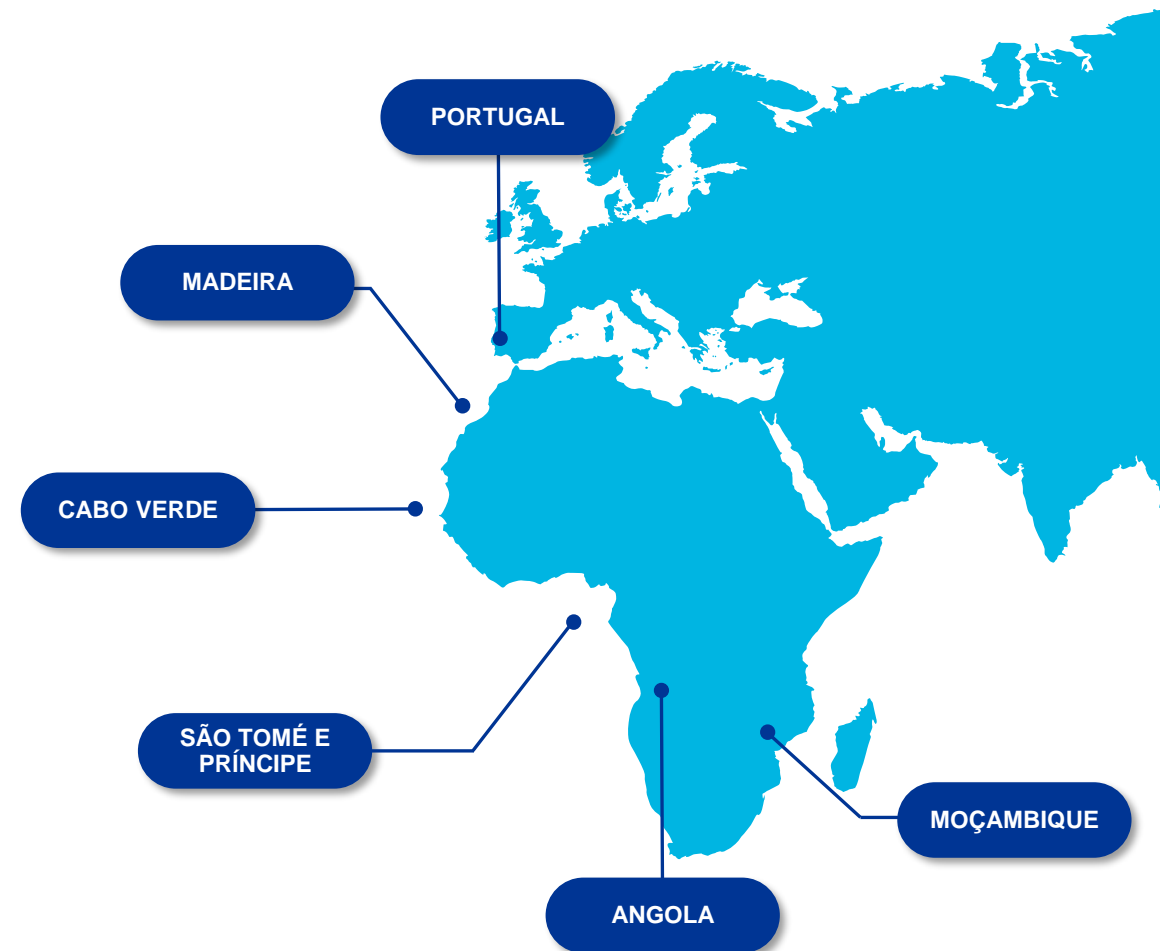 PORTUGAL
MADEIRA
CABO VERDE
SÃO TOMÉ E
PRÍNCIPE
MOÇAMBIQUE
ANGOLA